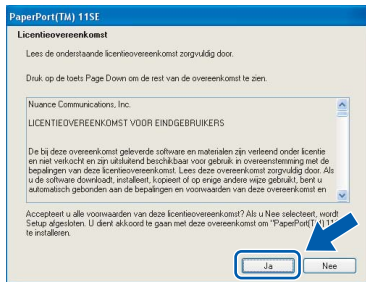 PaperPort(TM) 11SE
Licentieovereenkomst
Lees de onderstaande licentieovereenkomst zorgvuldig door.
Druk op de toets Page Down om de rest van de overeenkomst te zien.
Nuance Communications, Inc.
LICENTIEOVEREENKOMST VOOR EINDGEBRUIKERS
De bij deze overeenkomst geleverde software en materialen zijn verleend onder licentie
en niet verkocht en zijn uitsluitend beschikbaar voor gebruik in overeenstemming met de
bepalingen van deze licentieovereenkomst. Lees deze overeenkomst zorgvuldig door. Als
u de software downloadt, installeert, kopieert of op enige andere wijze gebruikt, bent u
automatisch gebonden aan de bepalingen en voorwaarden van deze overeenkomst en
Accepteert u alle voorwaarden van deze licentieovereenkomst? Als u Nee selecteert, wordt
Setup afgesloten. U dient akkoord te gaan met deze overeenkomst om "PaperPort(TM) 11
te installeren.
Ja
Nee